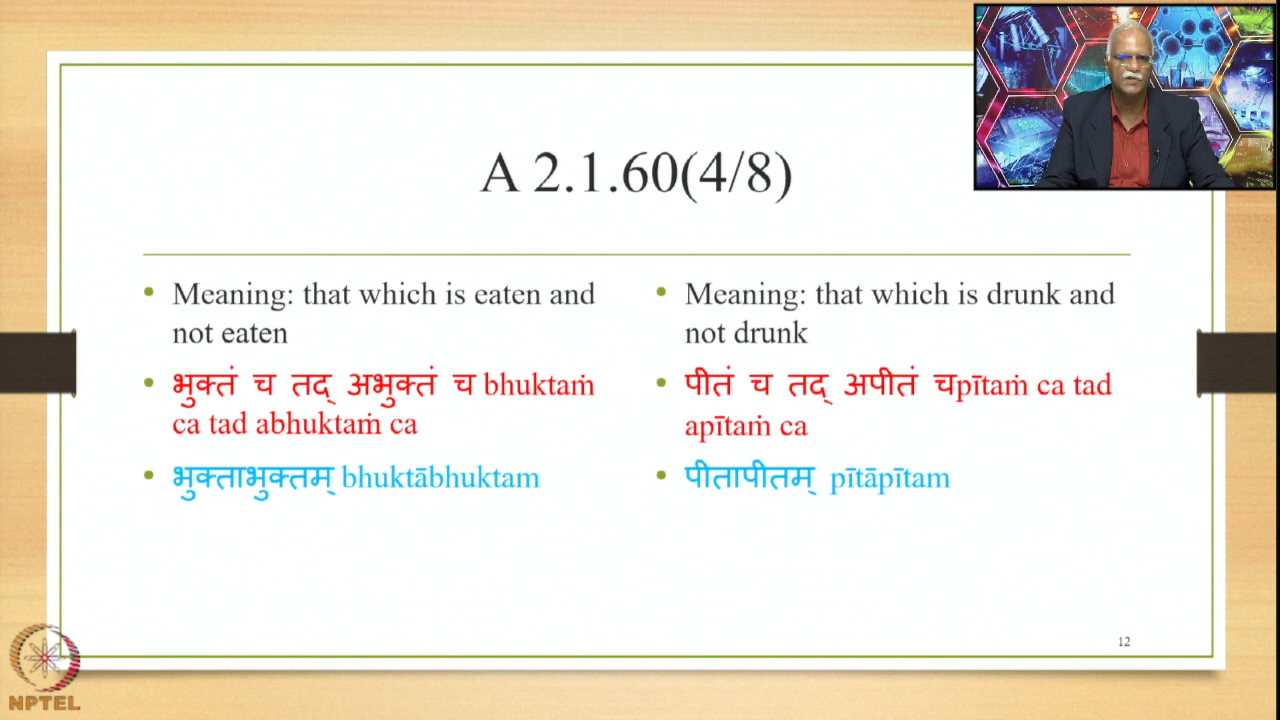 A 2.1.60(4/8)
Meaning: that which is eaten and
not eaten
भुक्तं च तद् अभुक्तं च bhuktaṁ
ca tad abhuktaṁ ca
भुक्ताभुक्तम् bhuktābhuktam
Meaning: that which is drunk and
not drunk
पीतं च तद् अपीतं चpītaṁ ca tad
apītaṁ ca
पीतापीतम् pītāpītam
12
NPTEL